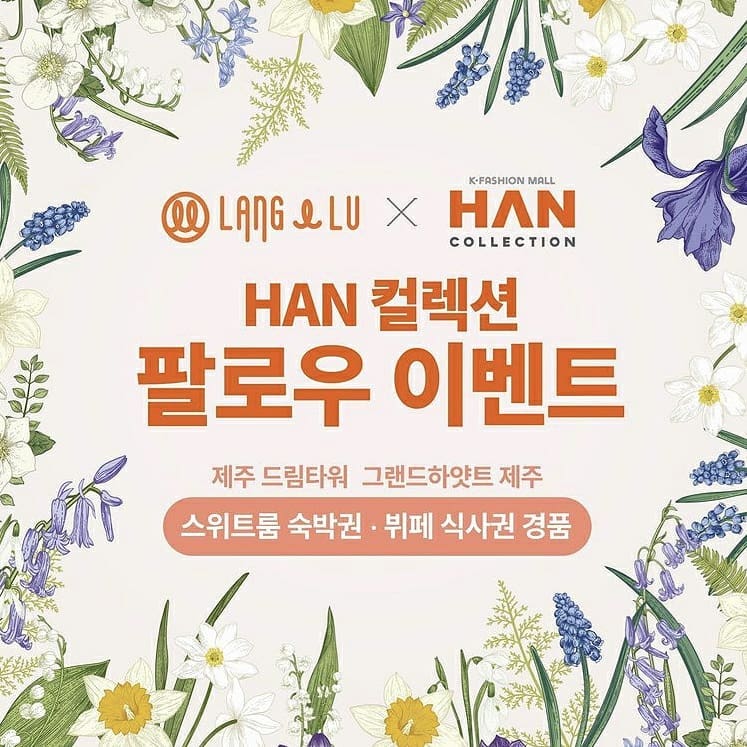 LANG LU × K·FASHION MALL
HAN
COLLECTION
HAN 컬렉션
팔로우 이벤트
제주 드림타워 그랜드하얏트 제주
스위트룸 숙박권 · 뷔페 식사권 경품